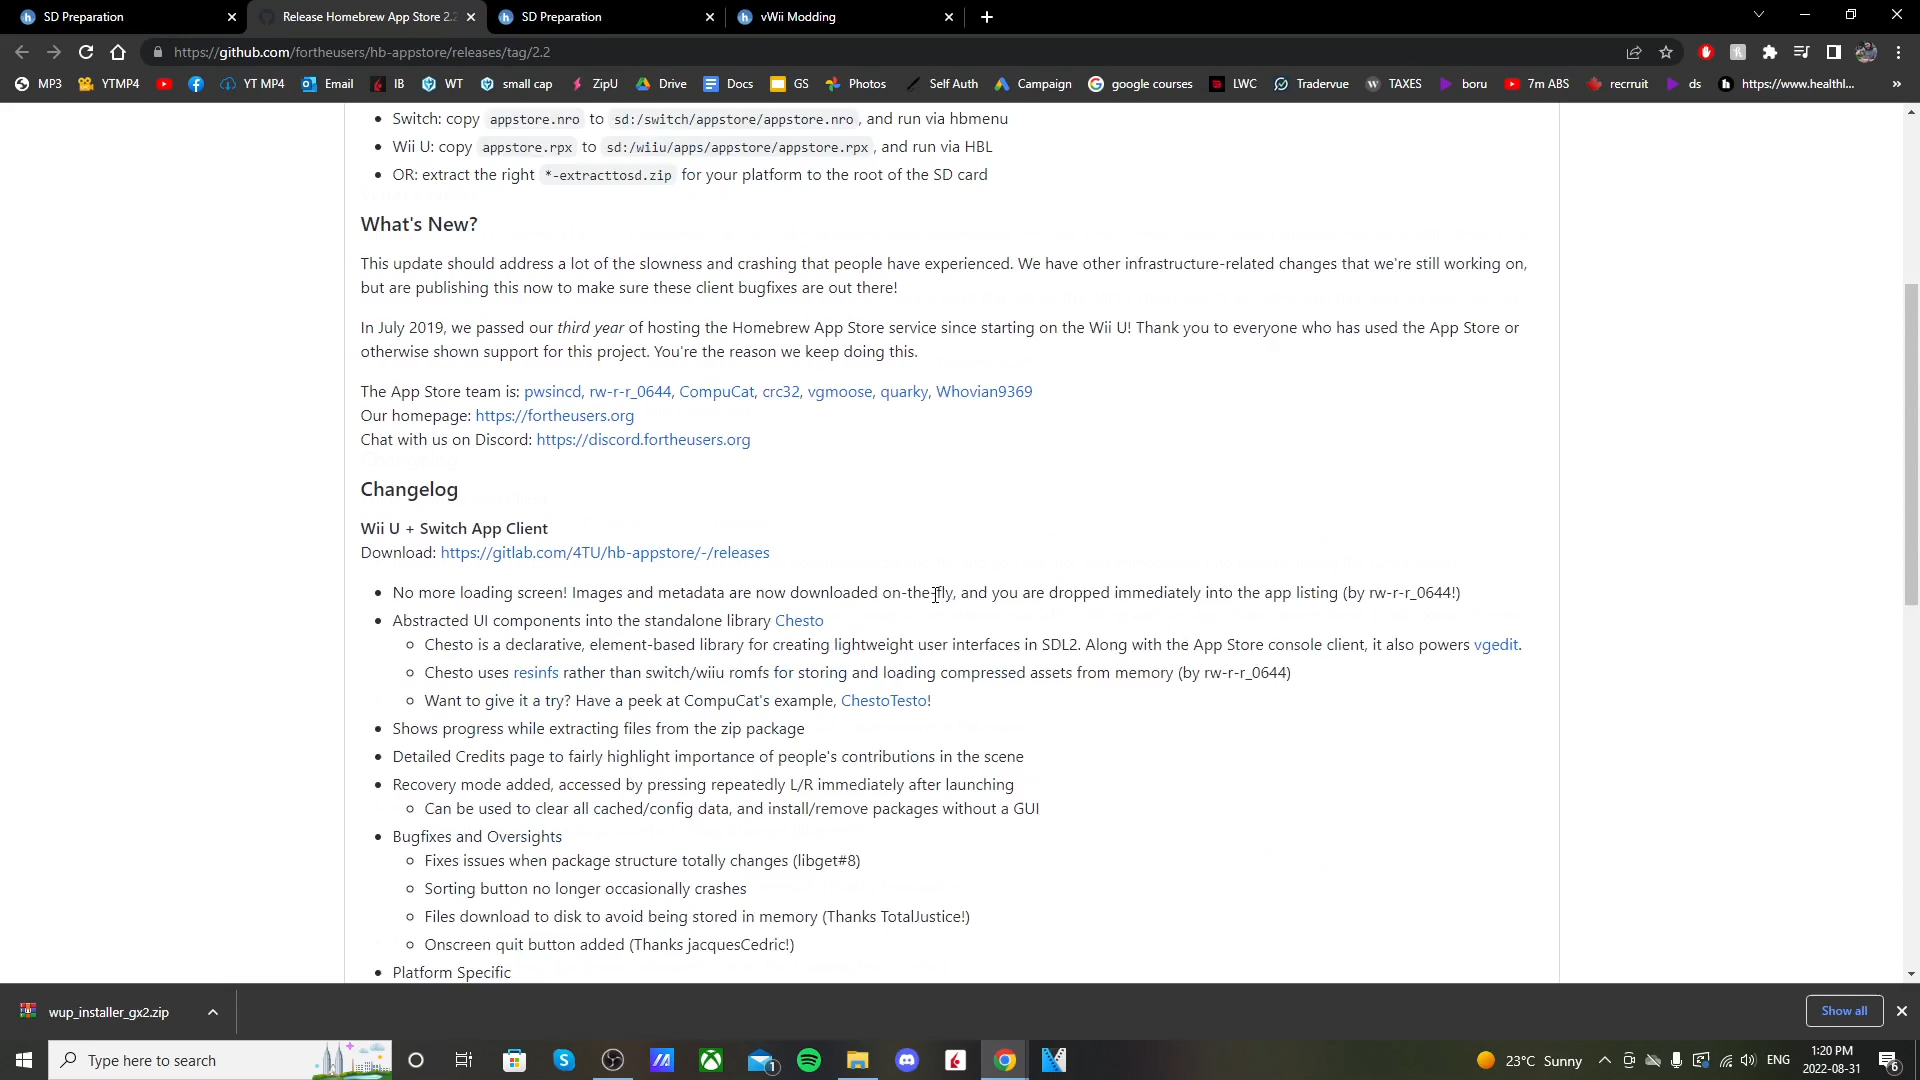 SD Preparation
Release Homebrew App Store 2.2
SD Preparation
vWii Modding
https://github.com/fortheusers/hb-appstore/releases/tag/2.2
MP3
YTMP4
YT MP4
Email
IB
WT
small cap
ZipU
Drive
Docs
GS
Photos
Self Auth
Campaign
google courses
LWC
Tradervue
TAXES
boru
7m ABS
recrruit
ds
https://www.healthl...
Switch: copy appstore.nro to sd:/switch/appstore/appstore.nro, and run via hbmenu
Wii U: copy appstore.rpx to sd:/wiiu/apps/appstore/appstore.rpx, and run via HBL
OR: extract the right *-extracttosd.zip for your platform to the root of the SD card
What's New?
This update should address a lot of the slowness and crashing that people have experienced. We have other infrastructure-related changes that we're still working on,
but are publishing this now to make sure these client bugfixes are out there!
In July 2019, we passed our third year of hosting the Homebrew App Store service since starting on the Wii U! Thank you to everyone who has used the App Store or
otherwise shown support for this project. You're the reason we keep doing this.
The App Store team is: pwsincd, rw-r-r_0644, CompuCat, crc32, vgmoose, quarky, Whovian9369
Our homepage: https://fortheusers.org
Chat with us on Discord: https://discord.fortheusers.org
Changelog
Wii U + Switch App Client
Download: https://gitlab.com/4TU/hb-appstore/-/releases
No more loading screen! Images and metadata are now downloaded on-the-fly, and you are dropped immediately into the app listing (by rw-r-r_0644!)
Abstracted UI components into the standalone library Chesto
Chesto is a declarative, element-based library for creating lightweight user interfaces in SDL2. Along with the App Store console client, it also powers vgedit.
Chesto uses resinfs rather than switch/wiiu romfs for storing and loading compressed assets from memory (by rw-r-r_0644)
Want to give it a try? Have a peek at CompuCat's example, ChestoTesto!
Shows progress while extracting files from the zip package
Detailed Credits page to fairly highlight importance of people's contributions in the scene
Recovery mode added, accessed by pressing repeatedly L/R immediately after launching
Can be used to clear all cached/config data, and install/remove packages without a GUI
Bugfixes and Oversights
Fixes issues when package structure totally changes (libget#8)
Sorting button no longer occasionally crashes
Files download to disk to avoid being stored in memory (Thanks TotalJustice!)
Onscreen quit button added (Thanks jacquesCedric!)
Platform Specific
wup_installer_gx2.zip
Show all
Type here to search
1
23°C Sunny
ENG
1:20 PM
2022-08-31
6